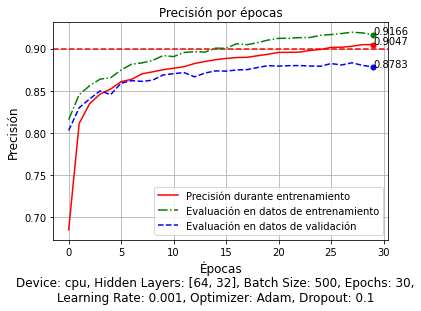 Precisión por épocas
Precisión
0.90
0.85
0.80
0.75
0.70
0.9166
0.9047
0.8783
Precisión durante entrenamiento
Evaluación en datos de entrenamiento
Evaluación en datos de validación
0 5 10 15 20 25 30
Épocas
Device: cpu, Hidden Layers: [64, 32], Batch Size: 500, Epochs: 30,
Learning Rate: 0.001, Optimizer: Adam, Dropout: 0.1